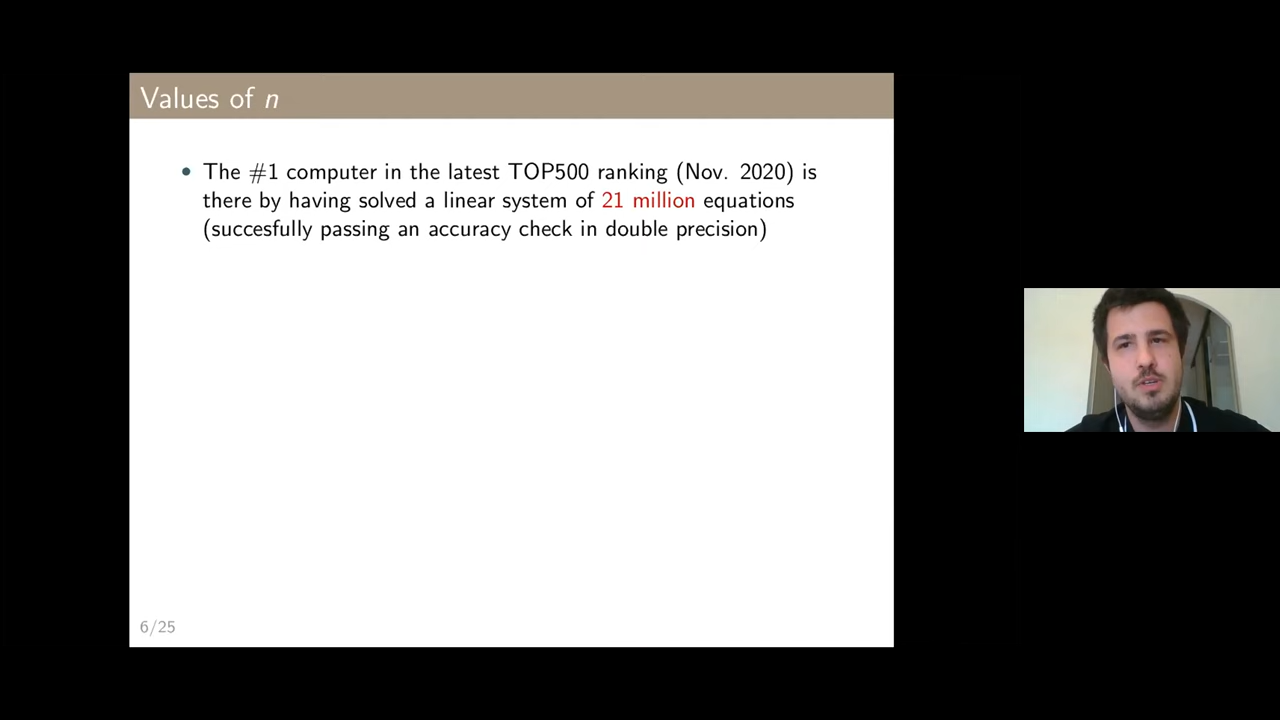 Values of n
• The #1 computer in the latest TOP500 ranking (Nov. 2020) is
there by having solved a linear system of 21 million equations
(succesfully passing an accuracy check in double precision)
6/25